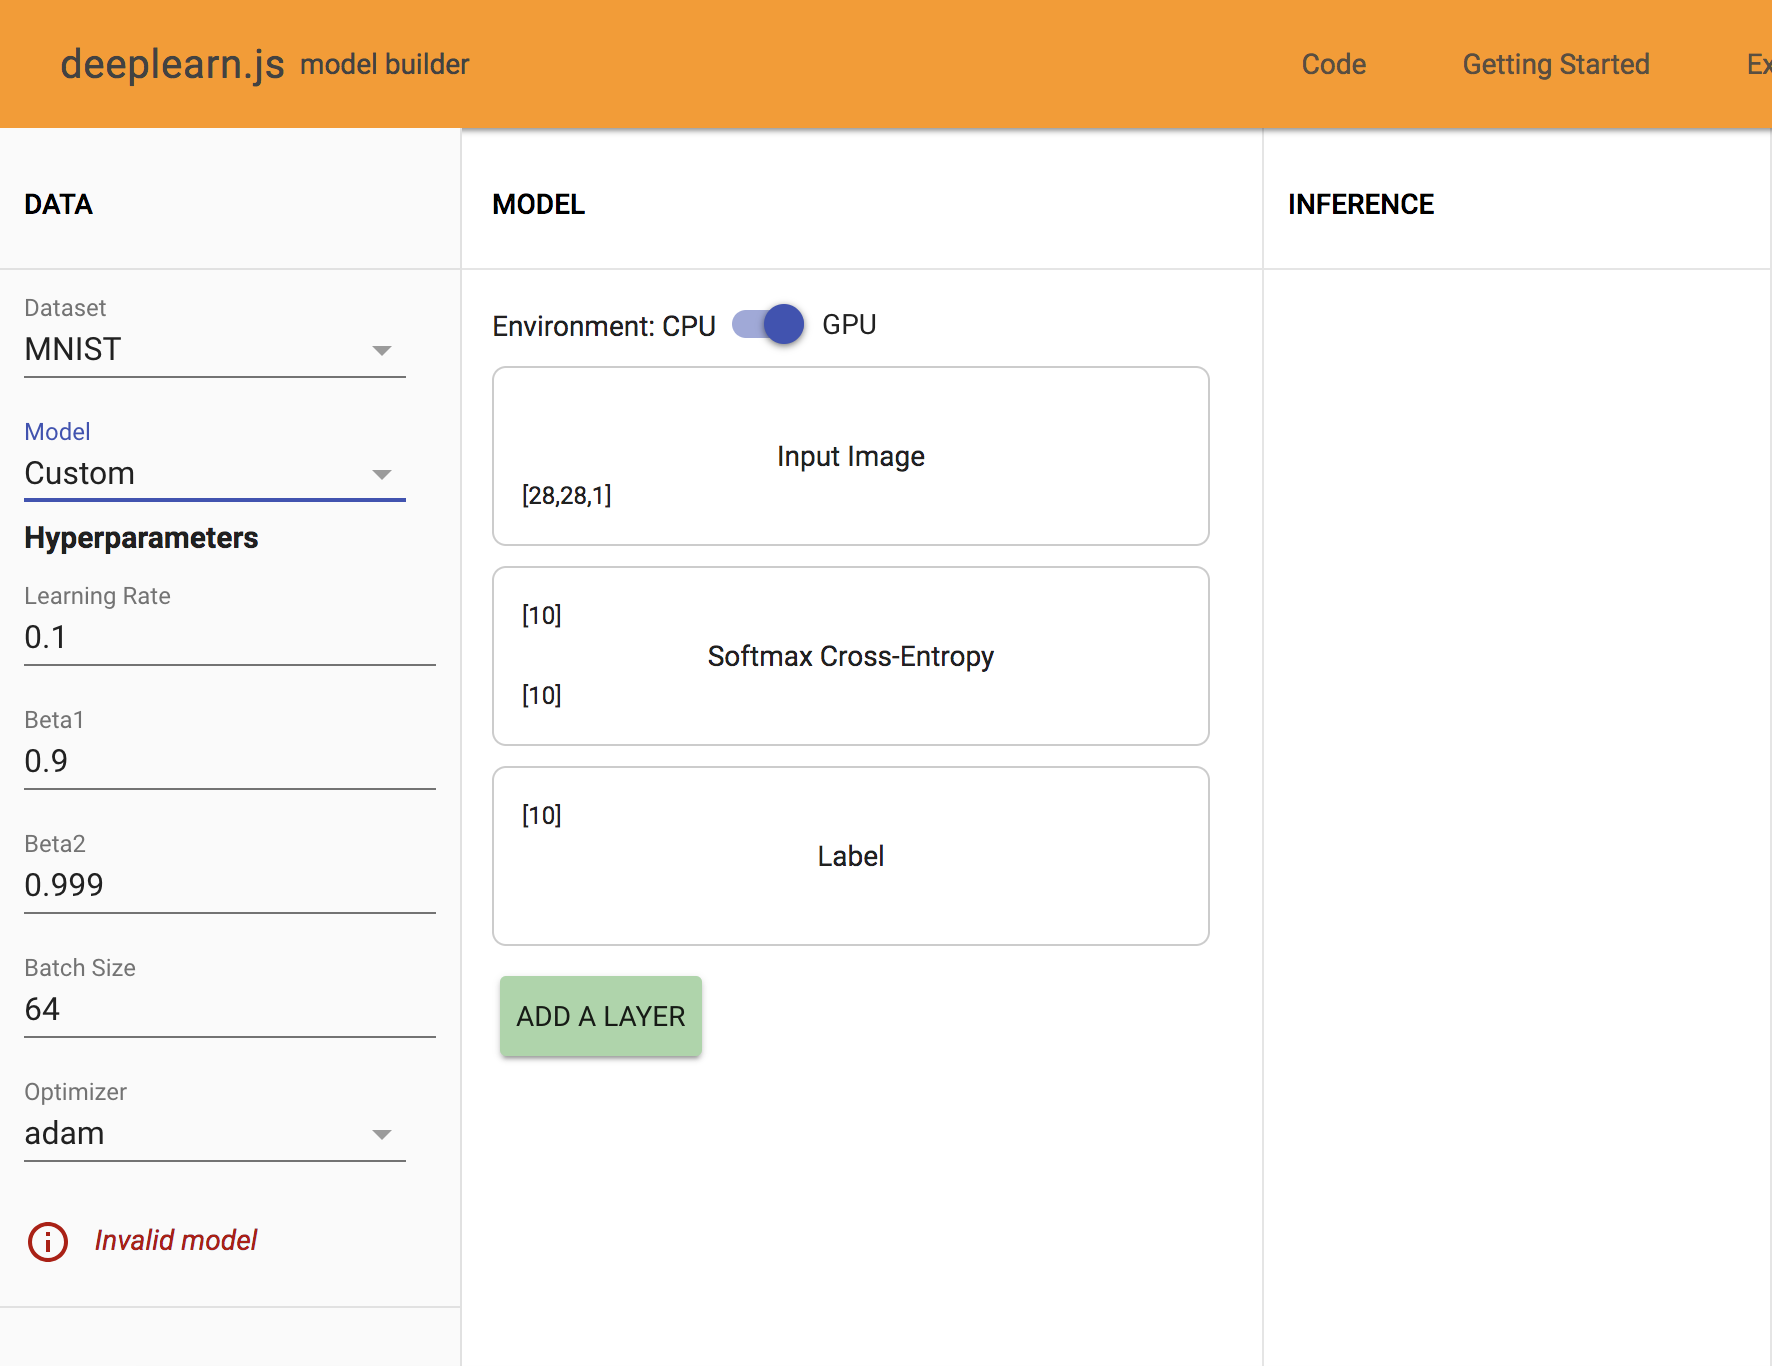 deeplearn.js model builder
Code
Getting Started
Ex
DATA
Dataset
MNIST
Model
Custom
Hyperparameters
Learning Rate
0.1
Beta1
0.9
Beta2
0.999
Batch Size
64
Optimizer
adam
Invalid model
MODEL
Environment: CPU GPU
Input Image
[28,28,1]
[10]
Softmax Cross-Entropy
[10]
[10]
Label
ADD A LAYER
INFERENCE